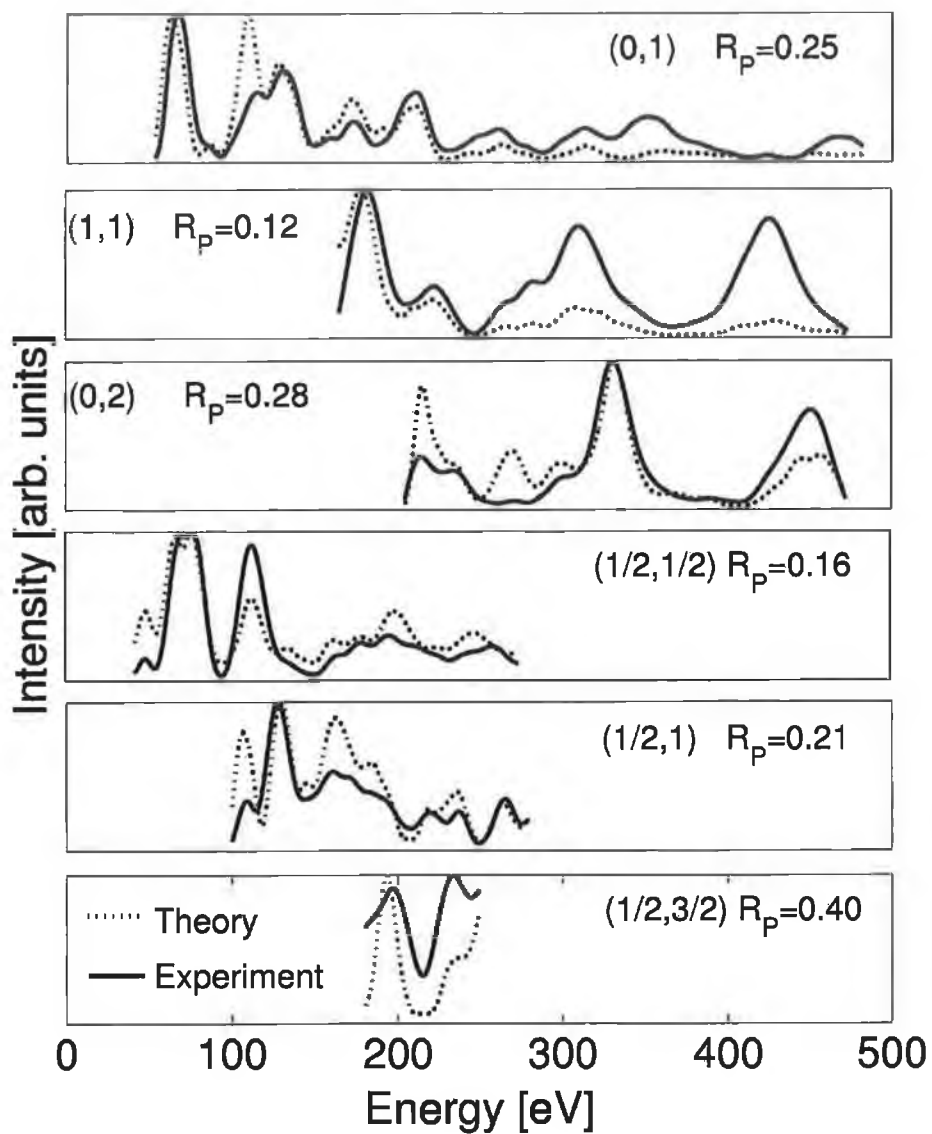 (0,1) R_P=0.25
(1,1) R_P=0.12
(0,2) R_P=0.28
(1/2,1/2) R_P=0.16
(1/2,1) R_P=0.21
(1/2,3/2) R_P=0.40
Theory
Experiment
0 100 200 300 400 500
Energy [eV]
Intensity [arb. units]